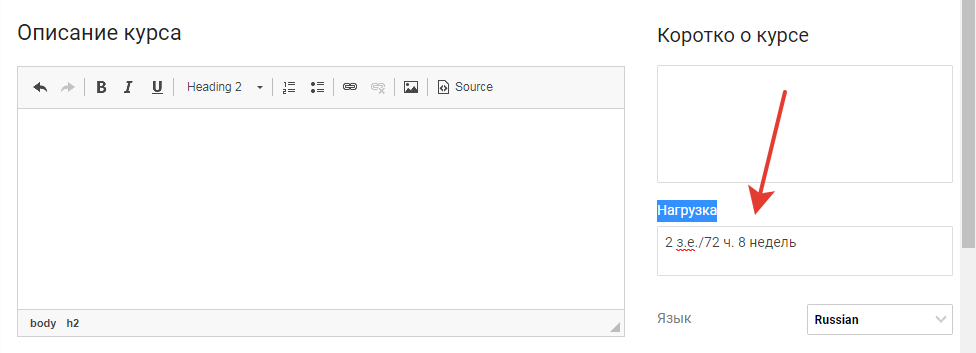 Описание курса
B I U Heading 2 Source
body h2
Коротко о курсе
Нагрузка
2 з.е./72 ч. 8 недель
Язык Russian